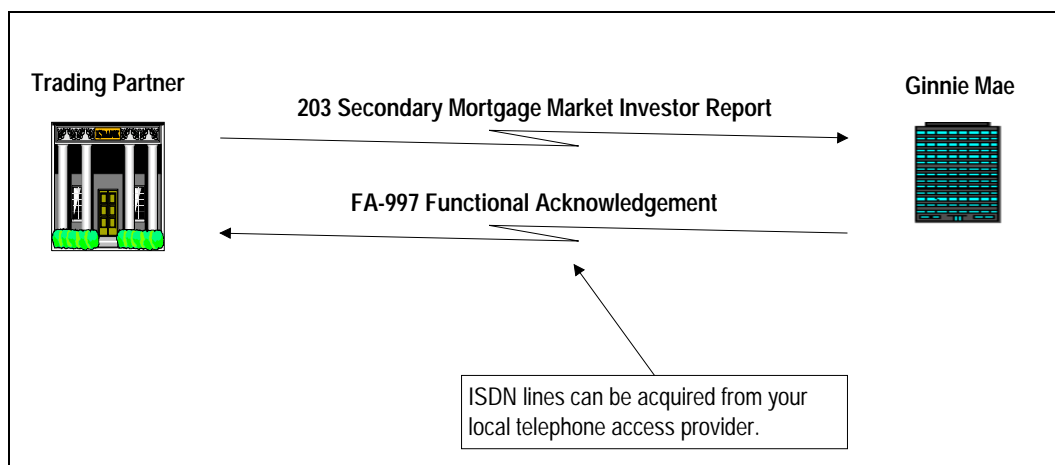 Trading Partner
Ginnie Mae
203 Secondary Mortgage Market Investor Report
BANK
FA-997 Functional Acknowledgement
ISDN lines can be acquired from your
local telephone access provider.